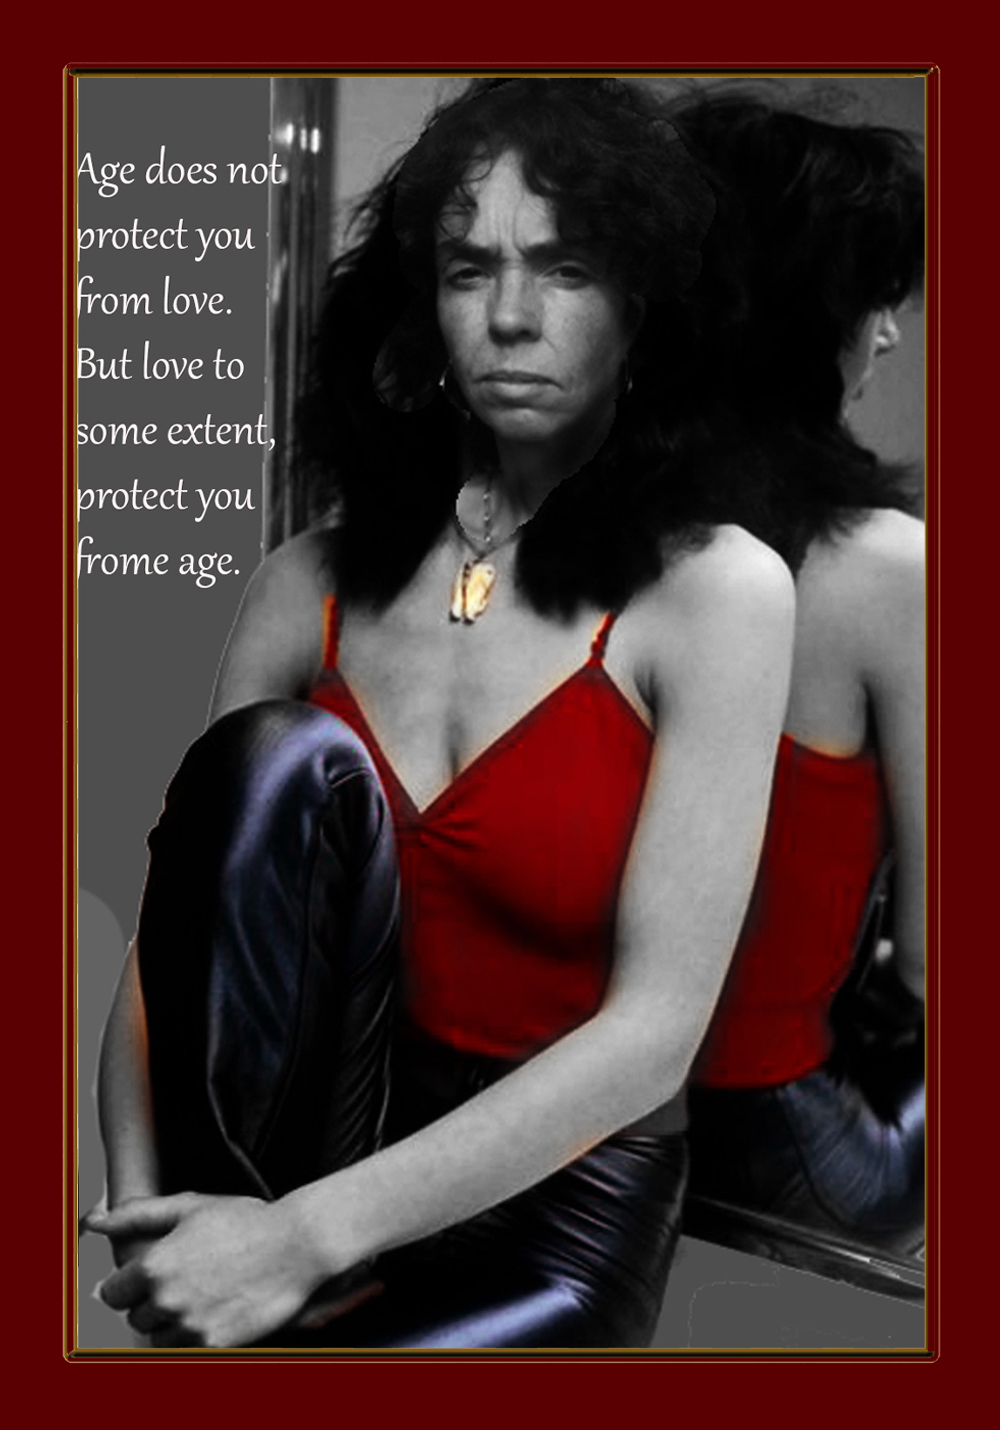 Age does not
protect you
from love.
But love to
some extent,
protect you
frome age.